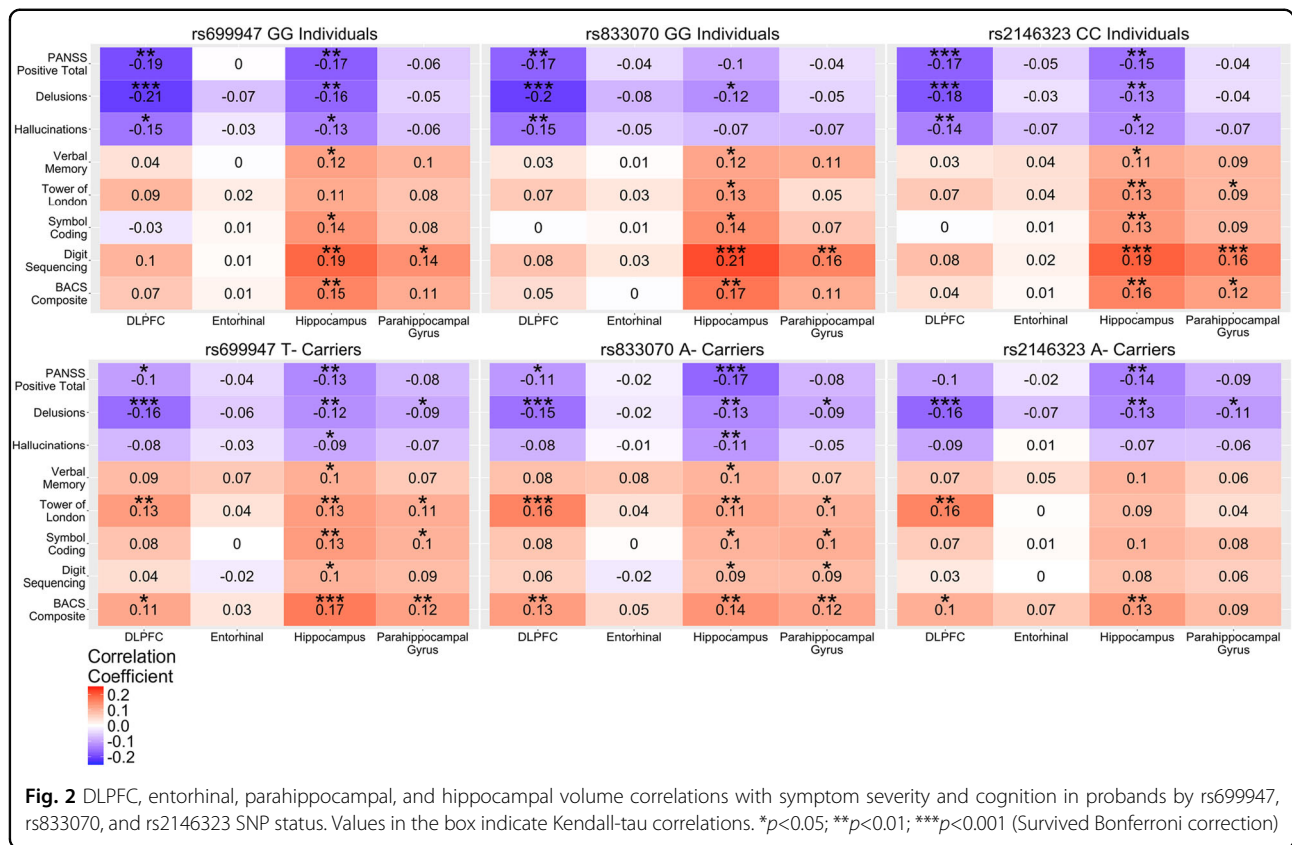 rs699947 GG Individuals
rs833070 GG Individuals
rs2146323 CC Individuals
PANSS
Positive Total
** -0.19 0 ** -0.17 -0.06 ** -0.17 -0.04 -0.1 -0.04 *** -0.17 -0.05 ** -0.15 -0.04
Delusions *** -0.21 -0.07 ** -0.16 -0.05 *** -0.2 -0.08 * -0.12 -0.05 *** -0.18 -0.03 ** -0.13 -0.04
Hallucinations * -0.15 -0.03 * -0.13 -0.06 ** -0.15 -0.05 -0.07 -0.07 ** -0.14 -0.07 * -0.12 -0.06
Verbal
Memory
0.04 0 * 0.12 0.1 0.03 0.01 * 0.12 0.11 0.03 0.04 * 0.11 0.09
Tower of
London
0.09 0.02 0.11 0.08 0.07 0.03 * 0.13 0.05 0.07 0.04 ** 0.13 * 0.09
Symbol
Coding
-0.03 0.01 * 0.14 0.08 0 0.01 * 0.14 0.07 0 0.01 ** 0.13 0.09
Digit
Sequencing
0.1 0.01 ** 0.19 * 0.14 0.08 0.03 *** 0.21 ** 0.16 0.08 0.02 *** 0.19 *** 0.16
BACS
Composite
0.07 0.01 ** 0.15 0.11 0.05 0 ** 0.17 0.11 0.04 0.01 ** 0.16 * 0.12
DLPFC Entorhinal Hippocampus Parahippocampal
Gyrus
DLPFC Entorhinal Hippocampus Parahippocampal
Gyrus
DLPFC Entorhinal Hippocampus Parahippocampal
Gyrus
rs699947 T- Carriers
rs833070 A- Carriers
rs2146323 A- Carriers
PANSS
Positive Total
* -0.1 -0.04 ** -0.13 -0.08 * -0.11 -0.02 *** -0.17 -0.08 -0.1 -0.02 ** -0.14 -0.09
Delusions *** -0.16 -0.06 ** -0.12 * -0.09 *** -0.15 -0.02 ** -0.13 * -0.09 *** -0.16 -0.07 ** -0.13 * -0.11
Hallucinations -0.08 -0.03 * -0.09 -0.07 -0.08 -0.01 ** -0.11 -0.05 -0.09 0.01 -0.07 -0.06
Verbal
Memory
0.09 0.07 * 0.1 0.07 0.08 0.08 * 0.1 0.07 0.07 0.05 0.1 0.06
Tower of
London
** 0.13 0.04 ** 0.13 * 0.11 *** 0.16 0.04 ** 0.11 * 0.1 ** 0.16 0 0.09 0.04
Symbol
Coding
0.08 0 ** 0.13 * 0.1 0.08 0 * 0.1 * 0.1 0.07 0.01 0.1 0.08
Digit
Sequencing
0.04 -0.02 * 0.1 0.09 0.06 -0.02 * 0.09 * 0.09 0.03 0 0.08 0.06
BACS
Composite
* 0.11 0.03 *** 0.17 ** 0.12 ** 0.13 0.05 ** 0.14 ** 0.12 * 0.1 0.07 ** 0.13 0.09
DLPFC Entorhinal Hippocampus Parahippocampal
Gyrus
DLPFC Entorhinal Hippocampus Parahippocampal
Gyrus
DLPFC Entorhinal Hippocampus Parahippocampal
Gyrus
Correlation
Coefficient
0.2
0.1
0.0
-0.1
-0.2
Fig. 2 DLPFC, entorhinal, parahippocampal, and hippocampal volume correlations with symptom severity and cognition in probands by rs699947,
rs833070, and rs2146323 SNP status. Values in the box indicate Kendall-tau correlations. *p<0.05; **p<0.01; ***p<0.001 (Survived Bonferroni correction)